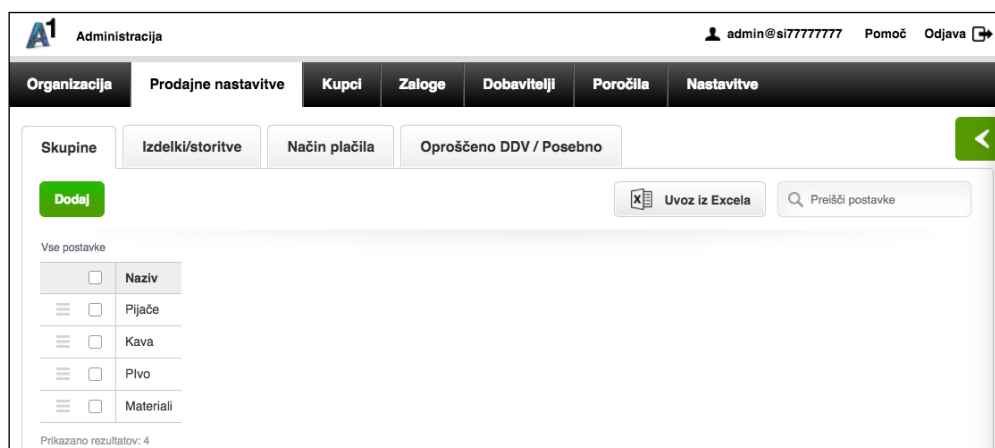 A1 Administracija admin@si77777777 Pomoč Odjava
Organizacija Prodajne nastavitve Kupci Zaloge Dobavitelji Poročila Nastavitve
Skupine Izdelki/storitve Način plačila Oproščeno DDV / Posebno
Dodaj Uvoz iz Excela Preišči postavke
Vse postavke
Naziv
Pijače
Kava
PIvo
Materiali
Prikazano rezultatov: 4